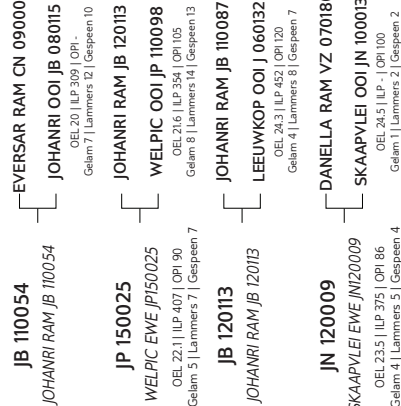 JB 110054
JOHANRI RAM JB 110054
EVERSAR RAM CN 09000
JOHANRI OOI JB 080115
OEL 20 | ILP 309 | OPI -
Gelam 7 | Lammers 12 | Gespeen 10
JP 150025
WELPIC EWE JP150025
OEL 22.1| ILP 407 | OPI 90
Gelam 5 | Lammers 7 | Gespeen 7
JOHANRI RAM JB 120113
WELPIC OOI JP 110098
OEL 21.6 | ILP 354 | OPI 105
Gelam 8 | Lammers 14 | Gespeen 13
JB 120113
JOHANRI RAM JB 120113
JOHANRI RAM JB 110087
LEEUWKOP OOI J 060132
OEL 24.3 | ILP 452 | OPI 120
Gelam 4 | Lammers 8 | Gespeen 7
JN 120009
SKAAPVLEI EWE JN120009
OEL 23.5 | ILP 375 | OPI 86
Gelam 4 | Lammers 5 | Gespeen 4
DANELLA RAM VZ 070180
SKAAPVLEI OOI JN 100013
OEL 24.5 | ILP - | OPI 100
Gelam 1 | Lammers 2 | Gespeen 2